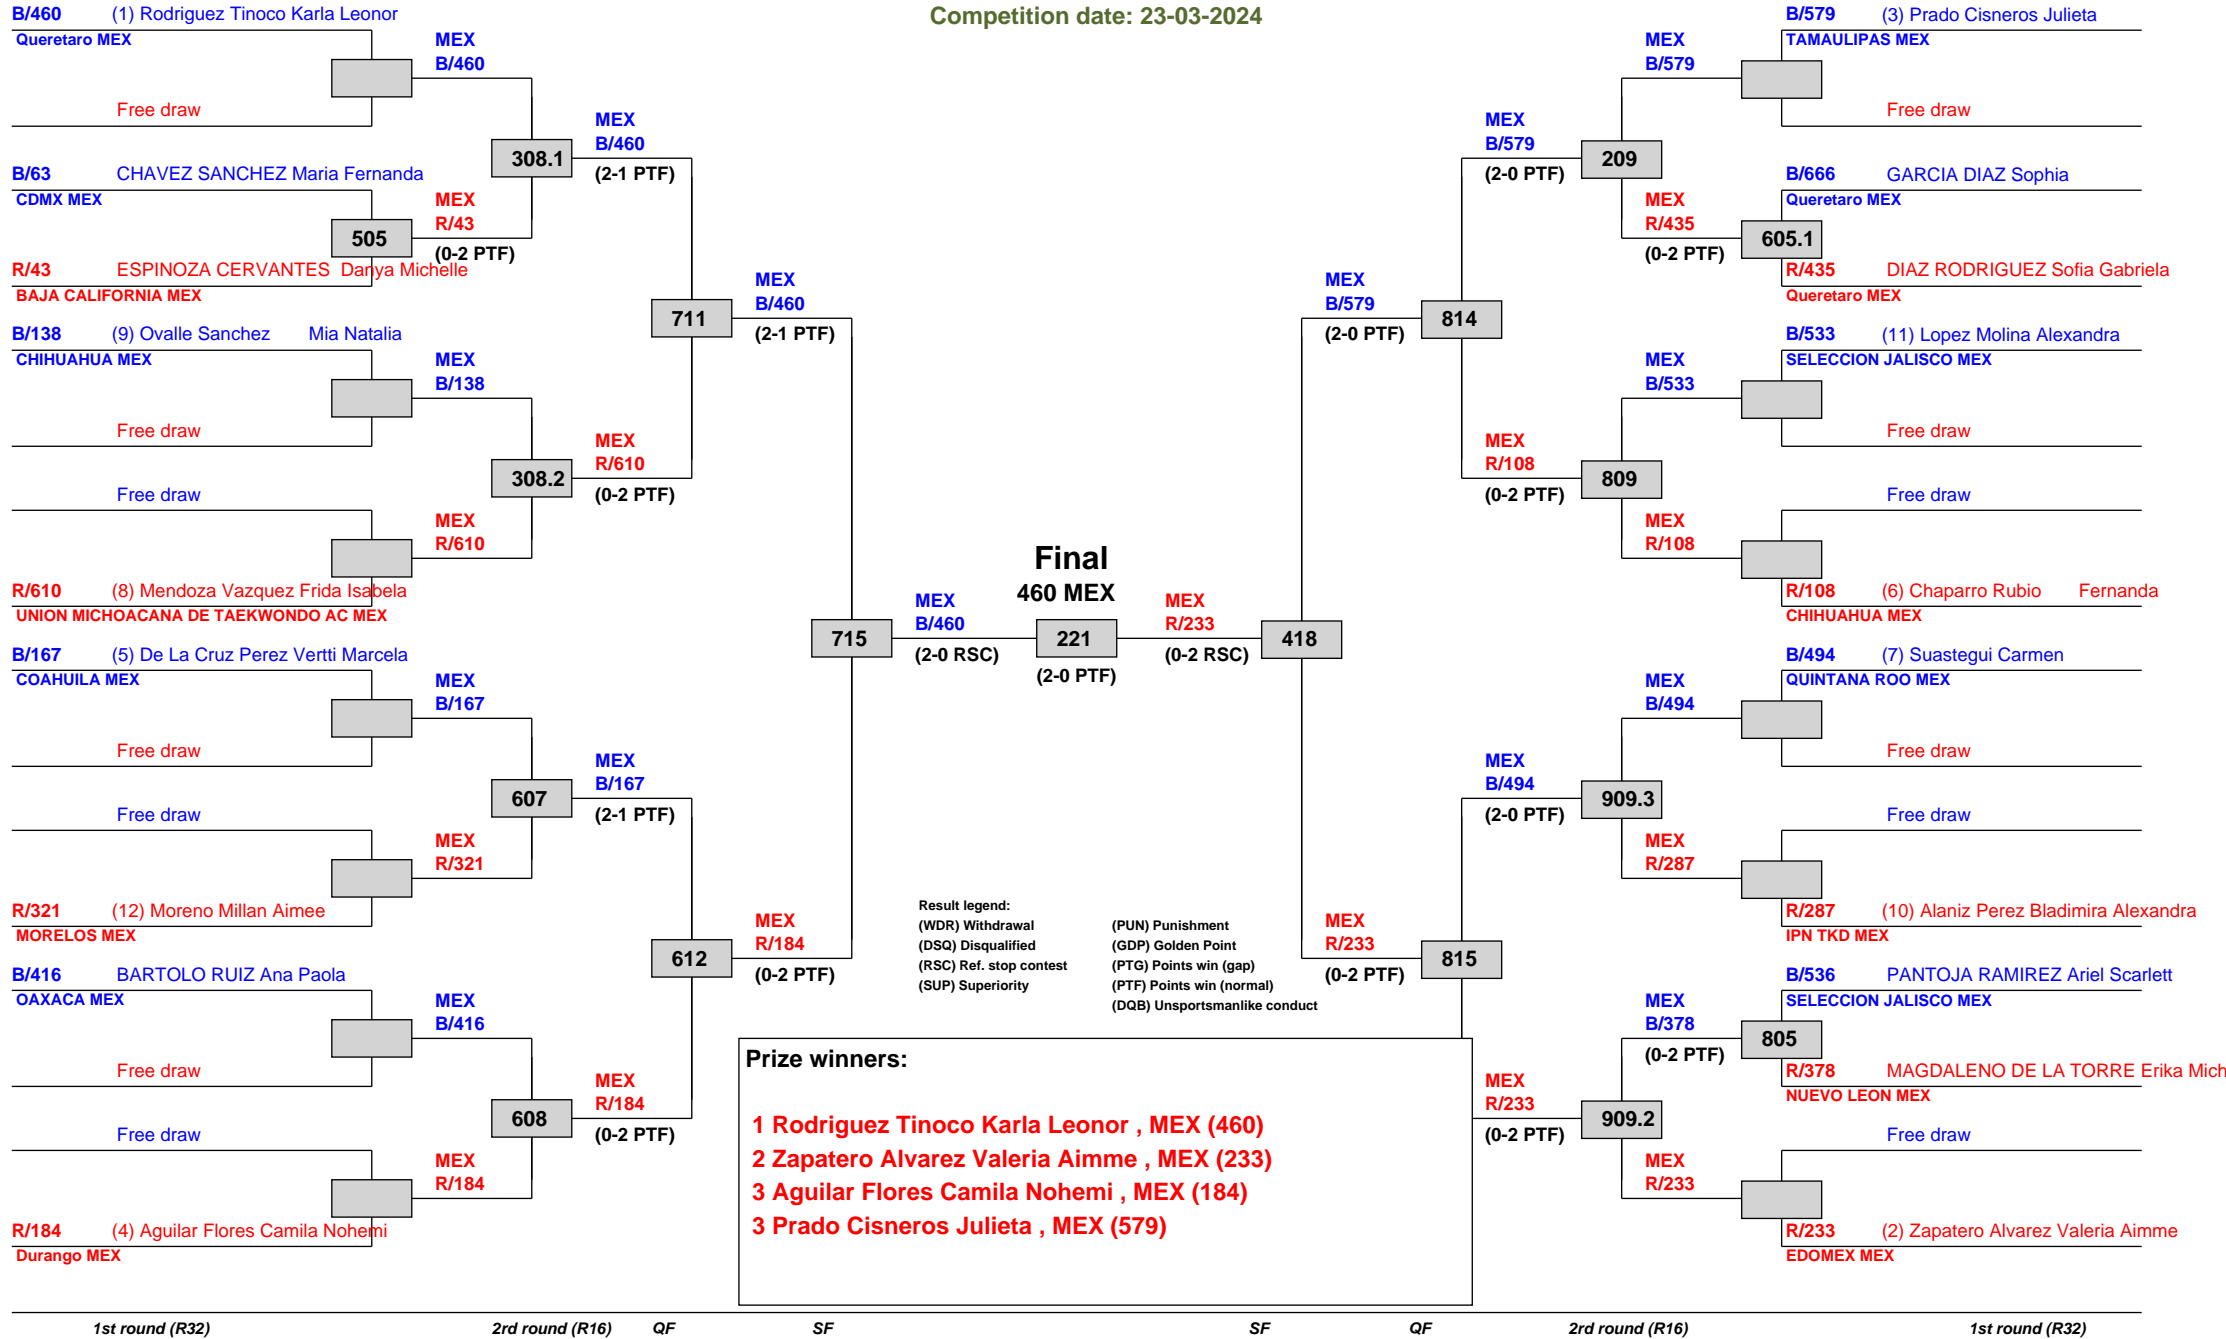 Competition date: 23-03-2024
B/460 (1) Rodriguez Tinoco Karla Leonor
Queretaro MEX
Free draw
B/63 CHAVEZ SANCHEZ Maria Fernanda
CDMX MEX
505
R/43 ESPINOZA CERVANTES Danya Michelle
BAJA CALIFORNIA MEX
B/138 (9) Ovalle Sanchez Mia Natalia
CHIHUAHUA MEX
Free draw
Free draw
R/610 (8) Mendoza Vazquez Frida Isabela
UNION MICHOACANA DE TAEKWONDO AC MEX
B/167 (5) De La Cruz Perez Vertti Marcela
COAHUILA MEX
Free draw
Free draw
R/321 (12) Moreno Millan Aimee
MORELOS MEX
B/416 BARTOLO RUIZ Ana Paola
OAXACA MEX
Free draw
Free draw
R/184 (4) Aguilar Flores Camila Nohemi
Durango MEX
MEX
B/460
308.1
MEX
R/43
(0-2 PTF)
MEX
B/138
308.2
MEX
R/610
MEX
B/167
607
MEX
R/321
MEX
B/416
608
MEX
R/184
MEX
B/460
(2-1 PTF)
711
MEX
R/610
(0-2 PTF)
MEX
B/167
(2-1 PTF)
612
MEX
R/184
(0-2 PTF)
MEX
B/460
(2-1 PTF)
715
MEX
R/184
(0-2 PTF)
MEX
B/460
(2-0 RSC)
Final
460 MEX
221
(2-0 PTF)
MEX
R/233
(0-2 RSC)
418
MEX
B/579
(2-0 PTF)
MEX
R/233
(0-2 PTF)
814
815
MEX
B/579
(2-0 PTF)
MEX
R/108
(0-2 PTF)
MEX
B/494
(2-0 PTF)
MEX
R/233
(0-2 PTF)
209
809
909.3
909.2
MEX
B/579
MEX
R/435
(0-2 PTF)
MEX
B/533
MEX
R/108
MEX
B/494
MEX
R/287
MEX
B/378
(0-2 PTF)
MEX
R/233
B/579 (3) Prado Cisneros Julieta
TAMAULIPAS MEX
Free draw
B/666 GARCIA DIAZ Sophia
Queretaro MEX
605.1
R/435 DIAZ RODRIGUEZ Sofia Gabriela
Queretaro MEX
B/533 (11) Lopez Molina Alexandra
SELECCION JALISCO MEX
Free draw
Free draw
R/108 (6) Chaparro Rubio Fernanda
CHIHUAHUA MEX
B/494 (7) Suastegui Carmen
QUINTANA ROO MEX
Free draw
Free draw
R/287 (10) Alaniz Perez Bladimira Alexandra
IPN TKD MEX
B/536 PANTOJA RAMIREZ Ariel Scarlett
SELECCION JALISCO MEX
805
R/378 MAGDALENO DE LA TORRE Erika Mich
NUEVO LEON MEX
Free draw
R/233 (2) Zapatero Alvarez Valeria Aimme
EDOMEX MEX
Result legend:
(WDR) Withdrawal (PUN) Punishment
(DSQ) Disqualified (GDP) Golden Point
(RSC) Ref. stop contest (PTG) Points win (gap)
(SUP) Superiority (PTF) Points win (normal)
(DQB) Unsportsmanlike conduct
Prize winners:
1 Rodriguez Tinoco Karla Leonor , MEX (460)
2 Zapatero Alvarez Valeria Aimme , MEX (233)
3 Aguilar Flores Camila Nohemi , MEX (184)
3 Prado Cisneros Julieta , MEX (579)
1st round (R32) 2rd round (R16) QF SF SF QF 2rd round (R16) 1st round (R32)